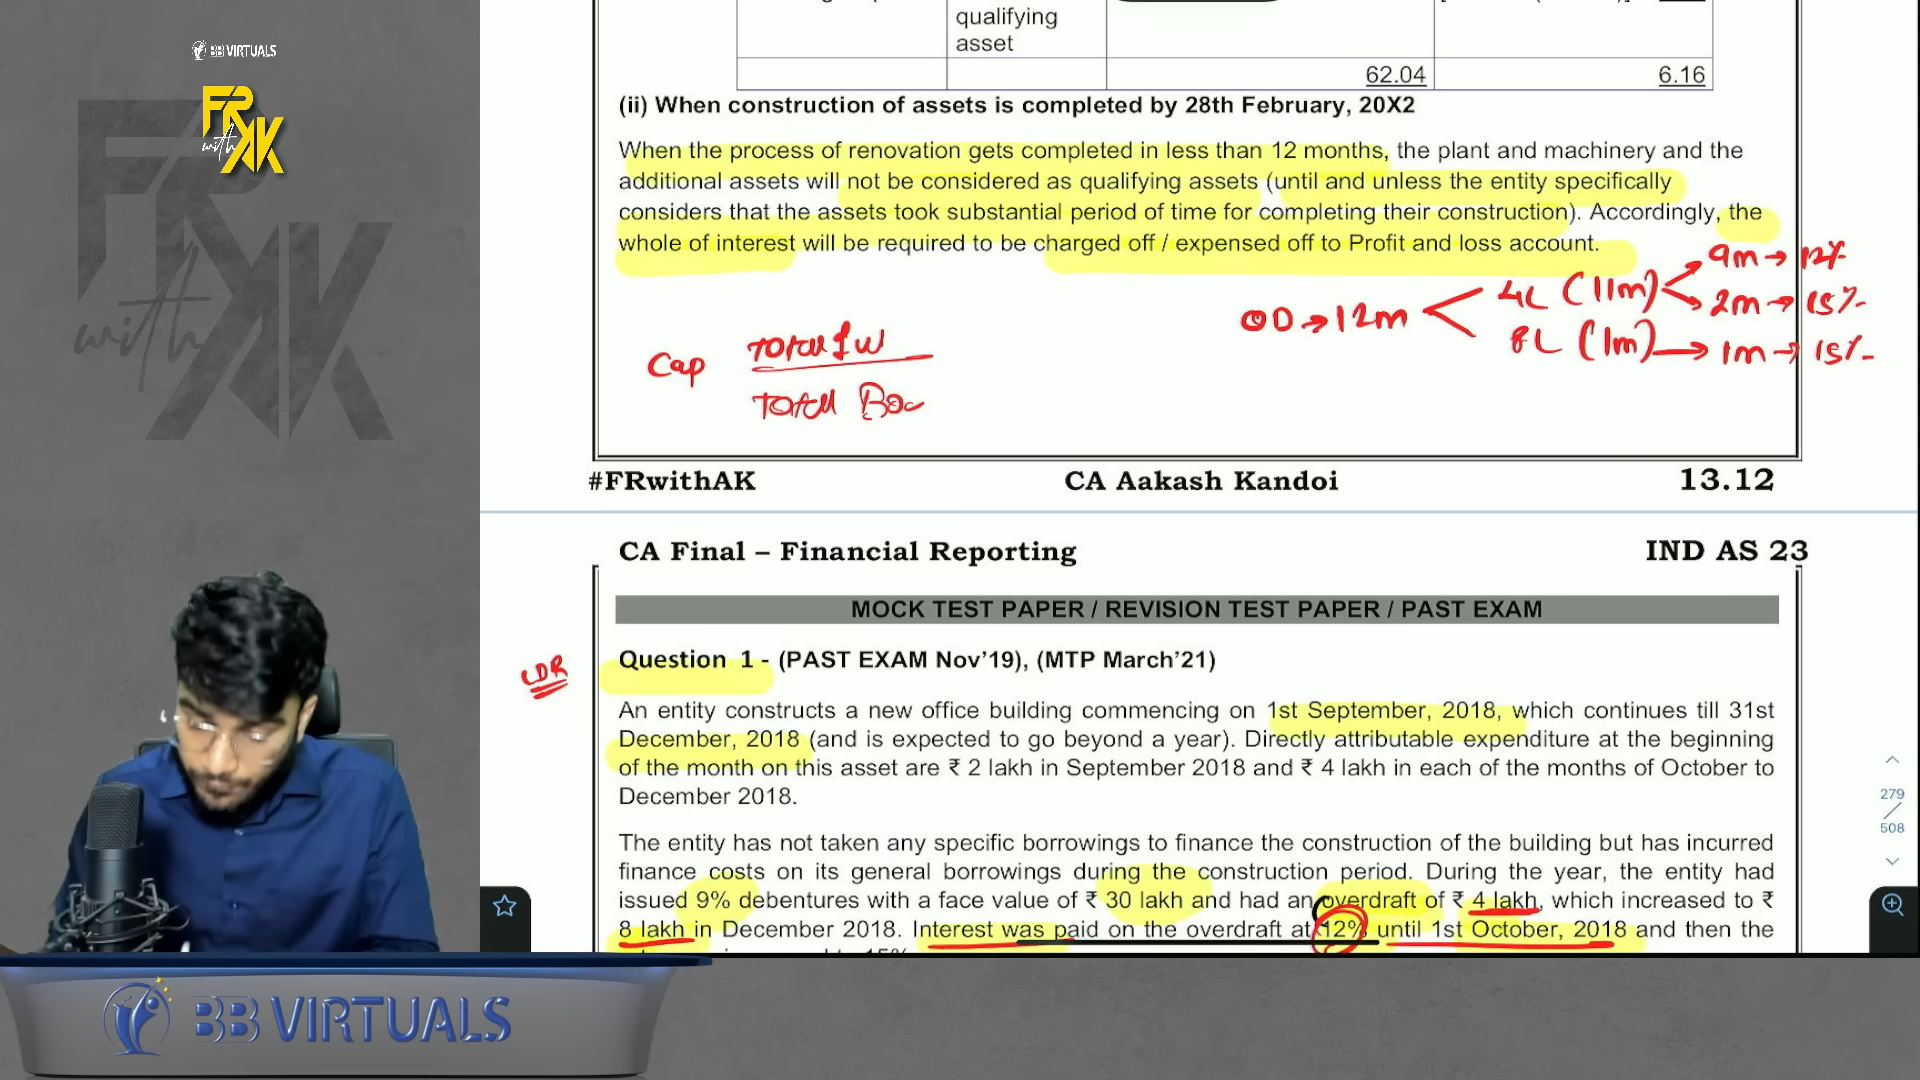 BB VIRTUALS
FR
with
AK
FR
with
AK
qualifying
asset
62.04 6.16
(ii) When construction of assets is completed by 28th February, 20X2
When the process of renovation gets completed in less than 12 months, the plant and machinery and the
additional assets will not be considered as qualifying assets (until and unless the entity specifically
considers that the assets took substantial period of time for completing their construction). Accordingly, the
whole of interest will be required to be charged off / expensed off to Profit and loss account.
9m → 12%
4L (11m)
OD → 12m 2m → 15%
8L (1m) → 1m → 15%
Cap Total
Total
#FRwithAK CA Aakash Kandoi 13.12
CA Final – Financial Reporting IND AS 23
MOCK TEST PAPER / REVISION TEST PAPER / PAST EXAM
LDR
Question 1 - (PAST EXAM Nov'19), (MTP March'21)
An entity constructs a new office building commencing on 1st September, 2018, which continues till 31st
December, 2018 (and is expected to go beyond a year). Directly attributable expenditure at the beginning
of the month on this asset are ₹ 2 lakh in September 2018 and ₹ 4 lakh in each of the months of October to
December 2018.
The entity has not taken any specific borrowings to finance the construction of the building but has incurred
finance costs on its general borrowings during the construction period. During the year, the entity had
issued 9% debentures with a face value of ₹ 30 lakh and had an overdraft of ₹ 4 lakh, which increased to ₹
8 lakh in December 2018. Interest was paid on the overdraft at 12% until 1st October, 2018 and then the
279
/
508
BB VIRTUALS